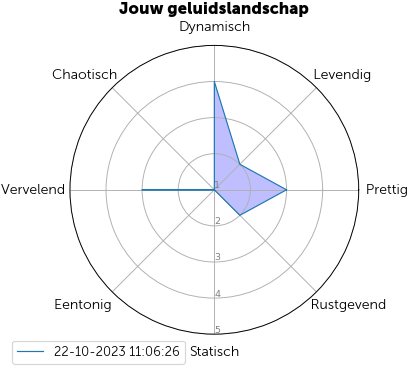 Jouw geluidslandschap
Dynamisch
Chaotisch
Levendig
Vervelend
1
Prettig
2
3
4
Eentonig
Rustgevend
5
22-10-2023 11:06:26
Statisch